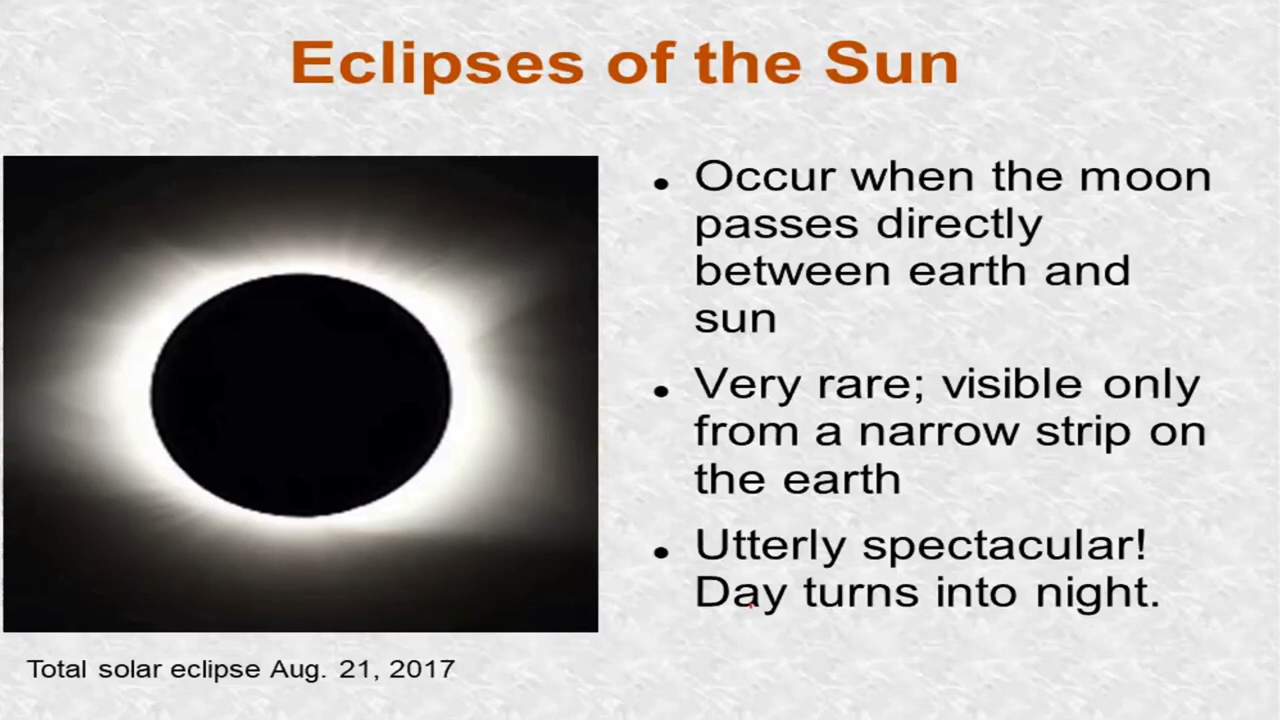 Eclipses of the Sun
• Occur when the moon
passes directly
between earth and
sun
• Very rare; visible only
from a narrow strip on
the earth
• Utterly spectacular!
Day turns into night.
Total solar eclipse Aug. 21, 2017